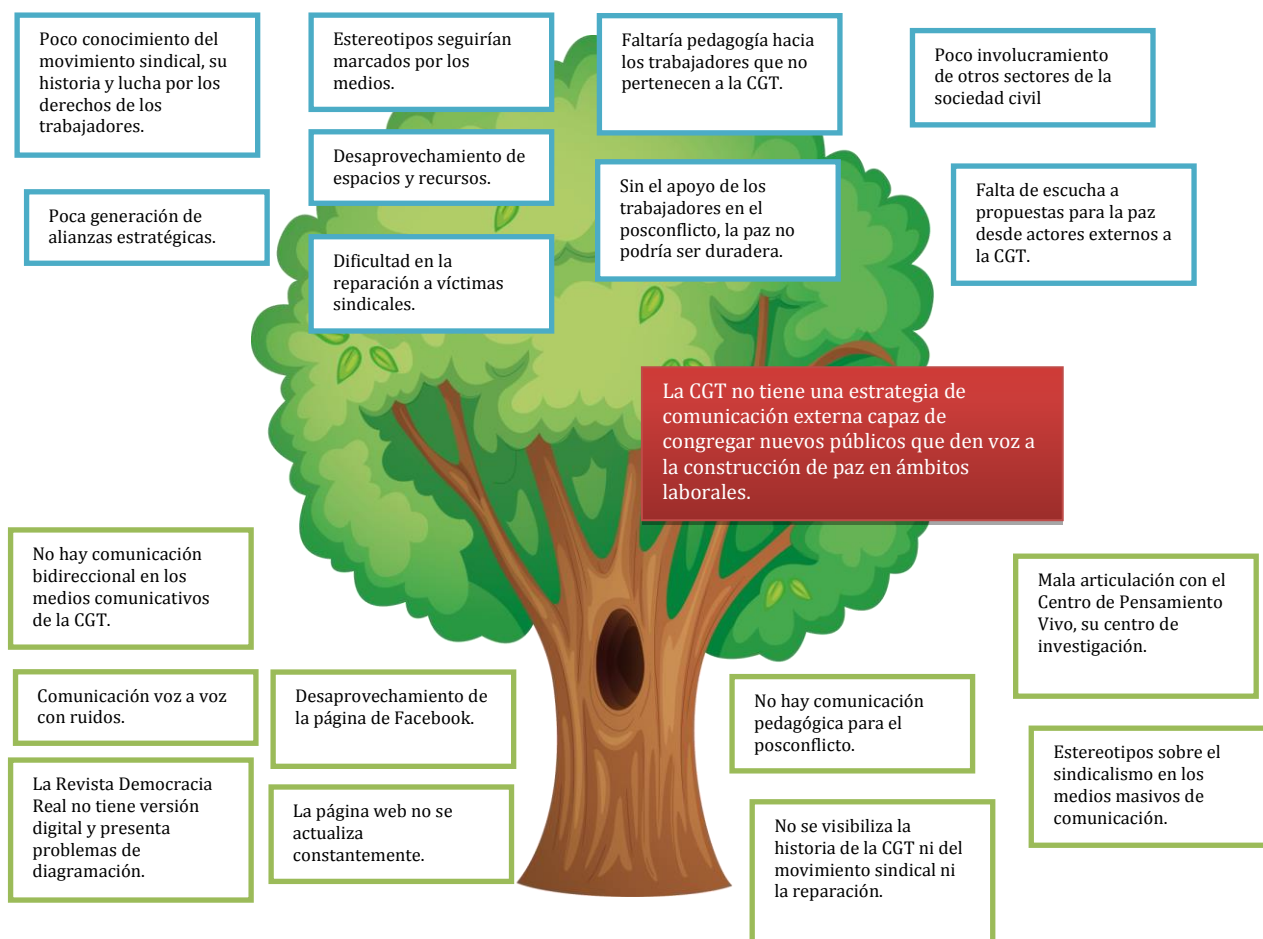 Poco conocimiento del
movimiento sindical, su
historia y lucha por los
derechos de los
trabajadores.
Estereotipos seguirían
marcados por los
medios.
Faltaría pedagogía hacia
los trabajadores que no
pertenecen a la CGT.
Poco involucramiento
de otros sectores de la
sociedad civil
Poca generación de
alianzas estratégicas.
Desaprovechamiento de
espacios y recursos.
Sin el apoyo de los
trabajadores en el
posconflicto, la paz no
podría ser duradera.
Falta de escucha a
propuestas para la paz
desde actores externos a
la CGT.
Dificultad en la
reparación a víctimas
sindicales.
La CGT no tiene una estrategia de
comunicación externa capaz de
congregar nuevos públicos que den voz a
la construcción de paz en ámbitos
laborales.
No hay comunicación
bidireccional en los
medios comunicativos
de la CGT.
Mala articulación con el
Centro de Pensamiento
Vivo, su centro de
investigación.
Comunicación voz a voz
con ruidos.
Desaprovechamiento de
la página de Facebook.
No hay comunicación
pedagógica para el
posconflicto.
Estereotipos sobre el
sindicalismo en los
medios masivos de
comunicación.
La Revista Democracia
Real no tiene versión
digital y presenta
problemas de
diagramación.
La página web no se
actualiza
constantemente.
No se visibiliza la
historia de la CGT ni del
movimiento sindical ni
la reparación.